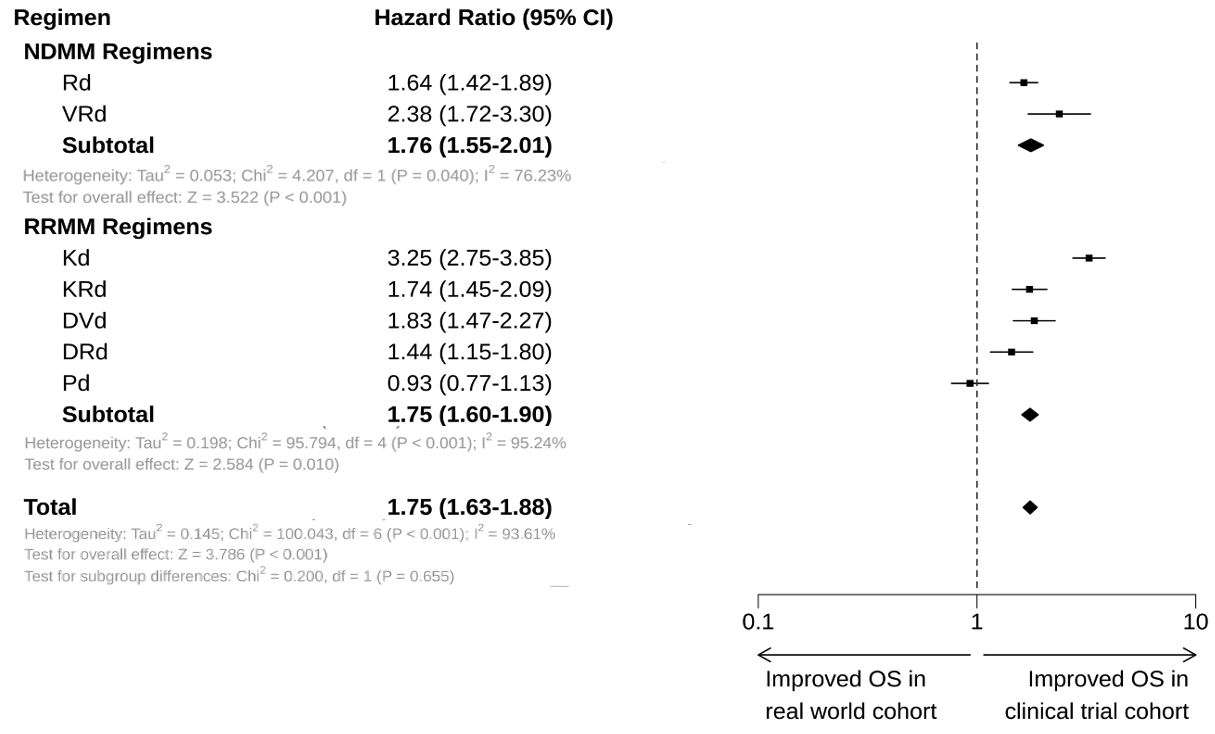 Regimen Hazard Ratio (95% CI)
NDMM Regimens
Rd 1.64 (1.42-1.89)
VRd 2.38 (1.72-3.30)
Subtotal 1.76 (1.55-2.01)
Heterogeneity: Tau² = 0.053; Chi² = 4.207, df = 1 (P = 0.040); I² = 76.23%
Test for overall effect: Z = 3.522 (P < 0.001)
RRMM Regimens
Kd 3.25 (2.75-3.85)
KRd 1.74 (1.45-2.09)
DVd 1.83 (1.47-2.27)
DRd 1.44 (1.15-1.80)
Pd 0.93 (0.77-1.13)
Subtotal 1.75 (1.60-1.90)
Heterogeneity: Tau² = 0.198; Chi² = 95.794, df = 4 (P < 0.001); I² = 95.24%
Test for overall effect: Z = 2.584 (P = 0.010)
Total 1.75 (1.63-1.88)
Heterogeneity: Tau² = 0.145; Chi² = 100.043, df = 6 (P < 0.001); I² = 93.61%
Test for overall effect: Z = 3.786 (P < 0.001)
Test for subgroup differences: Chi² = 0.200, df = 1 (P = 0.655)
0.1 1 10
Improved OS in Improved OS in
real world cohort clinical trial cohort